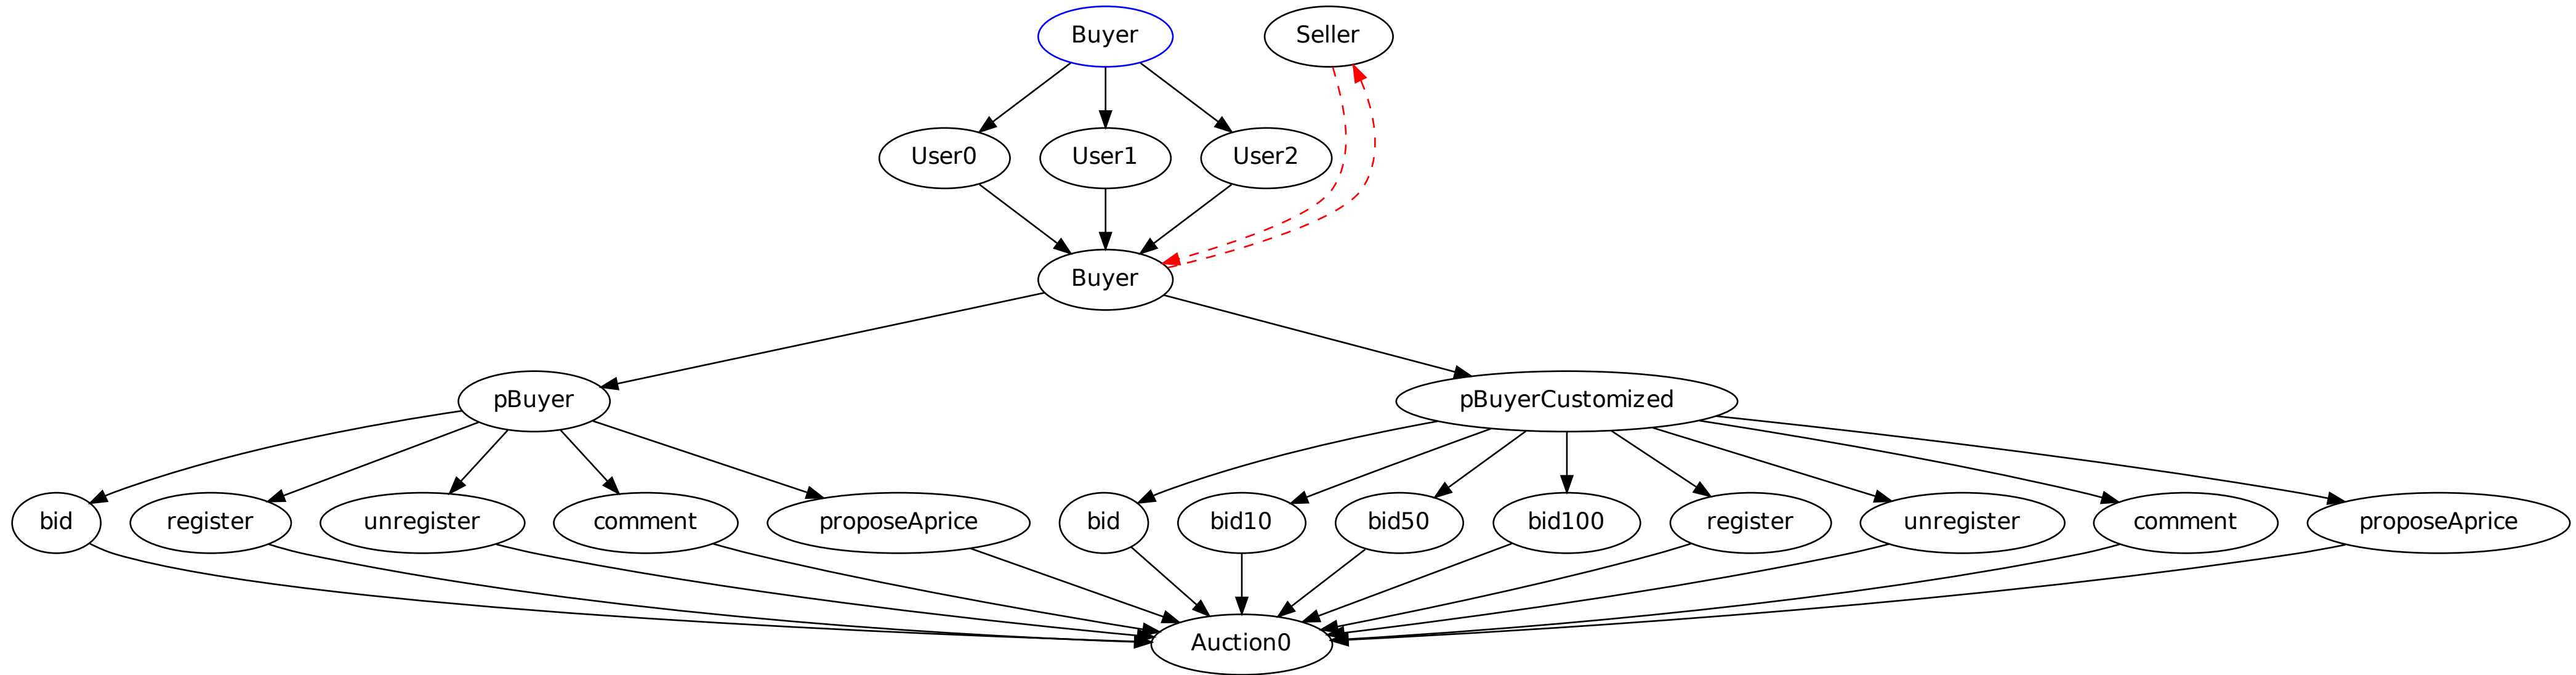 Buyer
Seller
User0
User1
User2
Buyer
pBuyer
pBuyerCustomized
bid
register
unregister
comment
proposeAprice
bid
bid10
bid50
bid100
register
unregister
comment
proposeAprice
Auction0